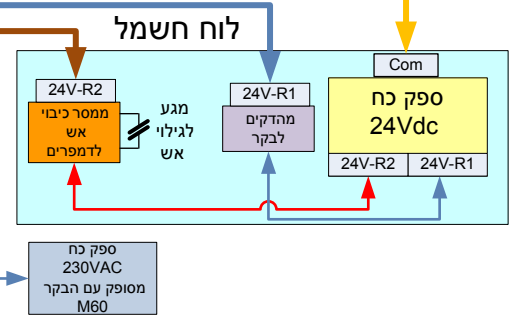 לוח חשמל
Com
ספק כח
24Vdc
24V-R2
24V-R1
24V-R1
מהדקים
לבקר
מגע
לגילוי
אש
24V-R2
ממסר כיבוי
אש
לדמפרים
ספק כח
230VAC
מסופק עם הבקר
M60